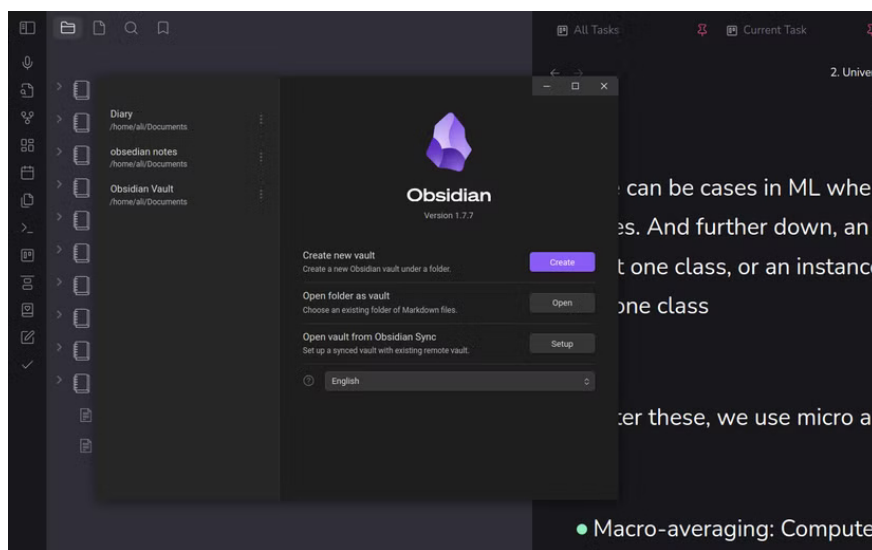 All Tasks
Current Task
2. Univer
Diary
/home/ali/Documents
obsedian notes
/home/ali/Documents
Obsidian Vault
/home/ali/Documents
Obsidian
Version 1.7.7
Create new vault
Create a new Obsidian vault under a folder.
Create
Open folder as vault
Choose an existing folder of Markdown files.
Open
Open vault from Obsidian Sync
Set up a synced vault with existing remote vault.
Setup
English
can be cases in ML whe
es. And further down, an
t one class, or an instance
one class
ter these, we use micro a
Macro-averaging: Compute